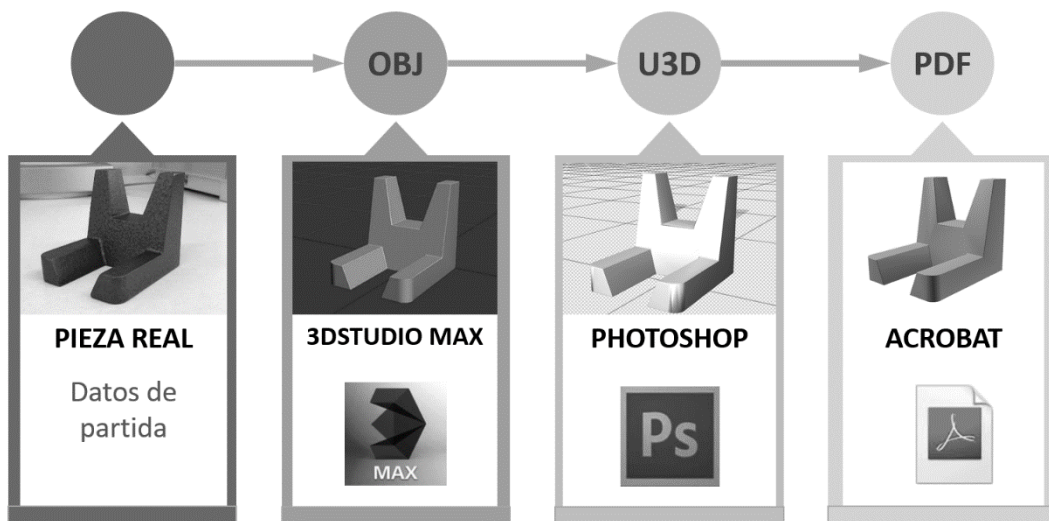 OBJ
U3D
PDF
PIEZA REAL
Datos de
partida
3DSTUDIO MAX
MAX
PHOTOSHOP
Ps
ACROBAT